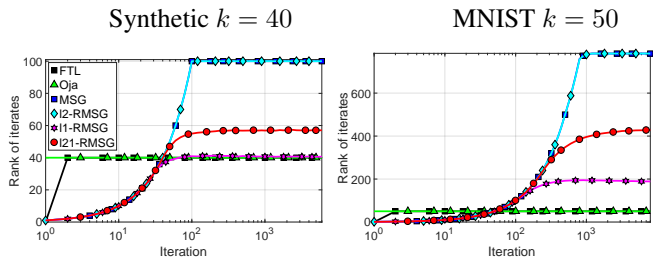 Synthetic k = 40
MNIST k = 50
Rank of iterates
100
80
60
40
20
0
FTL
Oja
MSG
l2-RMSG
l1-RMSG
l21-RMSG
10^0
10^1
10^2
10^3
Iteration
Rank of iterates
600
400
200
0
10^0
10^1
10^2
10^3
Iteration